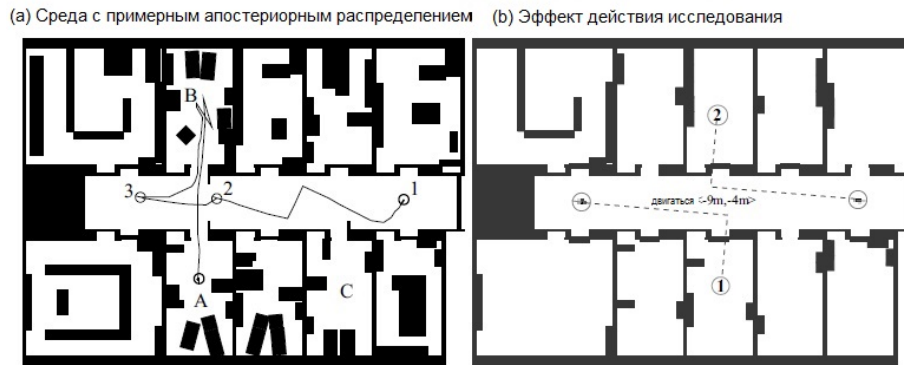 (a) Среда с примерным апостериорным распределением
(b) Эффект действия исследования
B
3
2
1
A
C
2
двигаться <-9m,-4m>
1